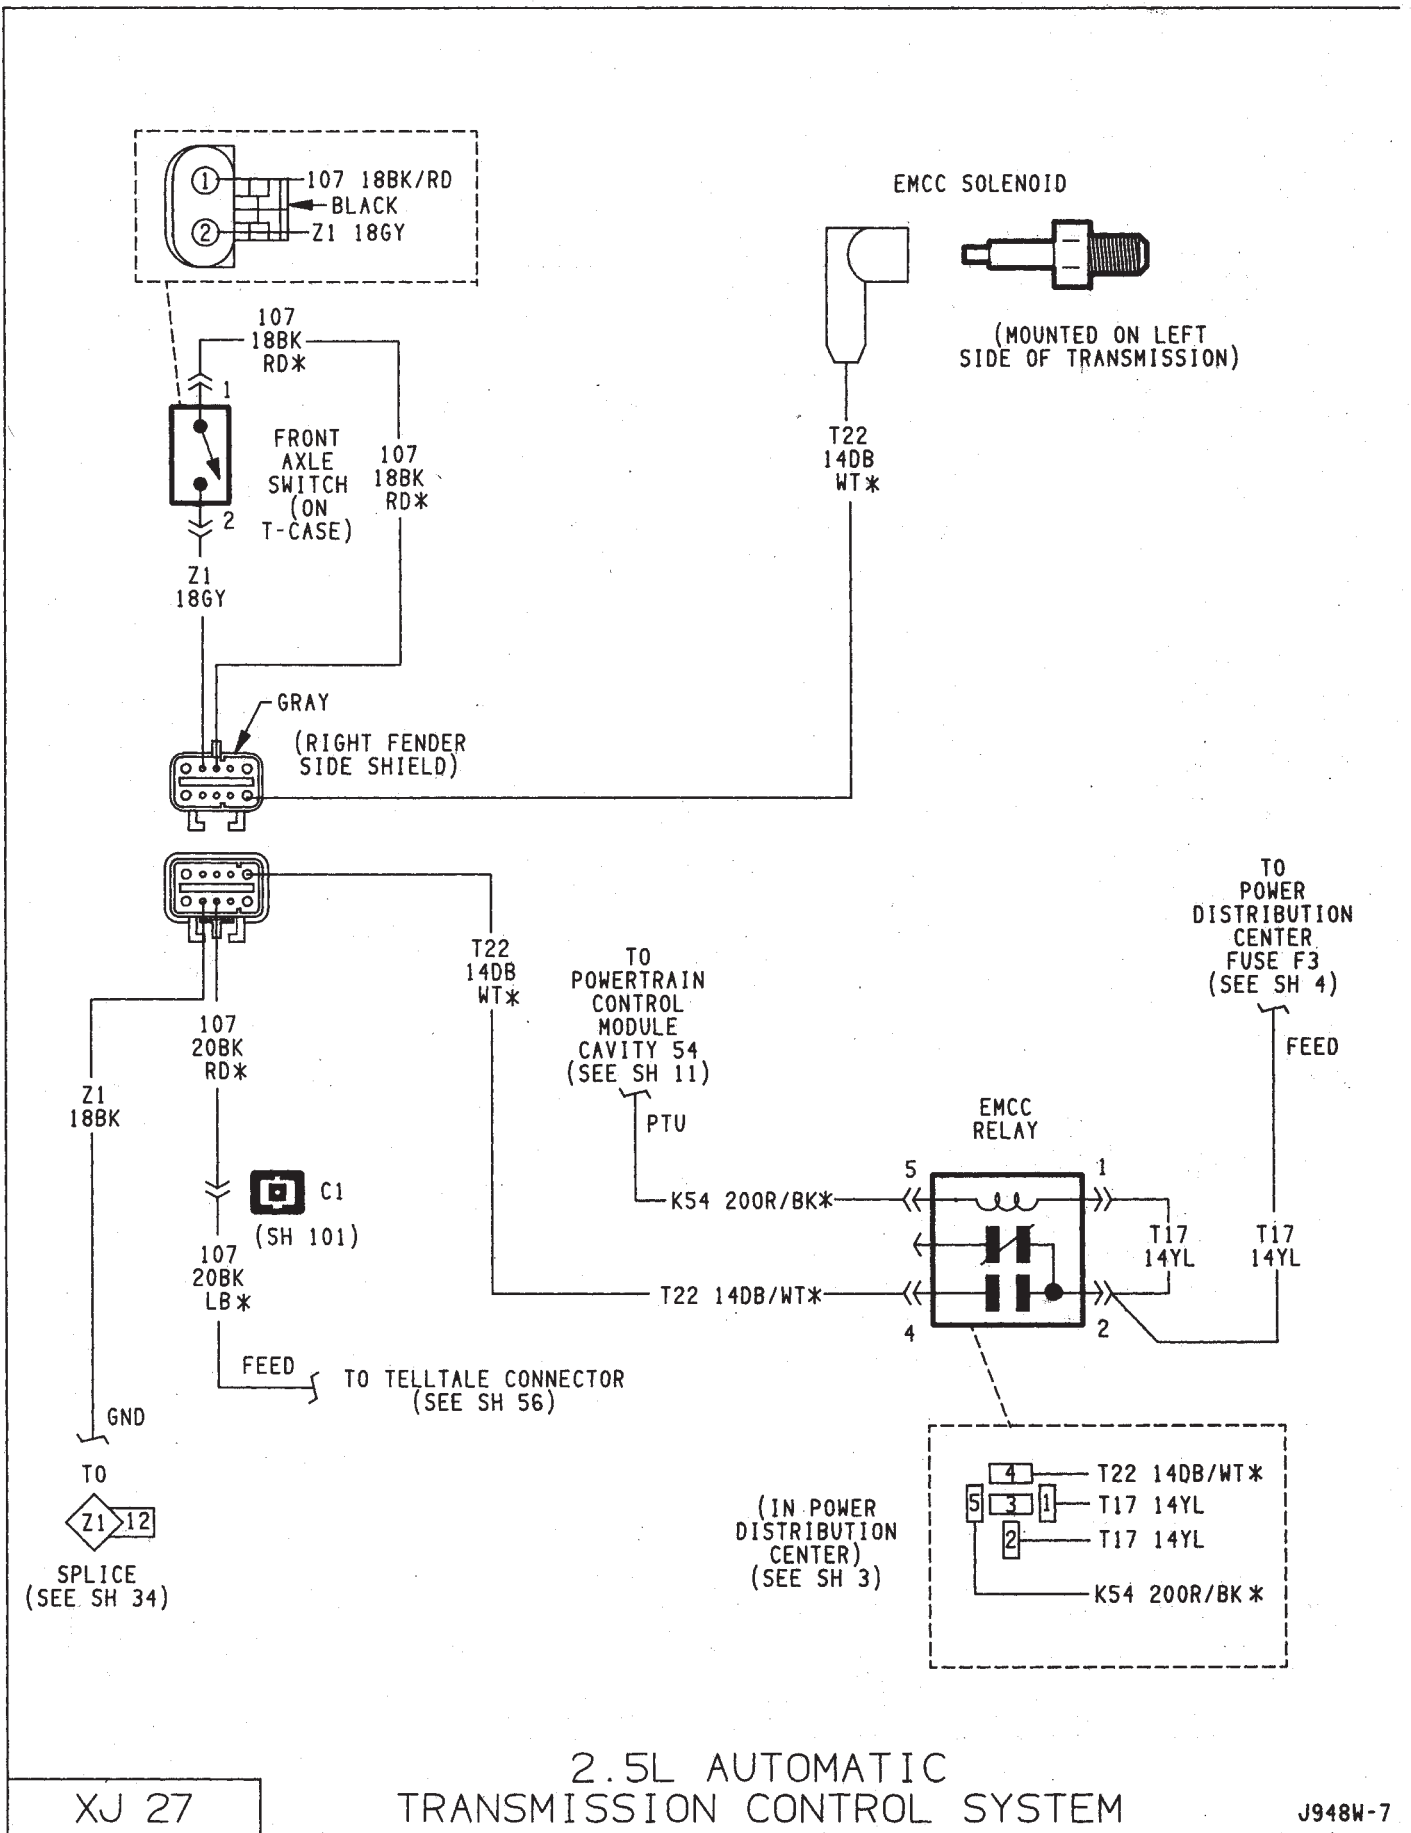 1
107 18BK/RD
BLACK
2
Z1 18GY
EMCC SOLENOID
(MOUNTED ON LEFT
SIDE OF TRANSMISSION)
107
18BK
RD*
1
FRONT
AXLE
SWITCH
(ON
T-CASE)
2
107
18BK
RD*
T22
14DB
WT*
Z1
18GY
GRAY
(RIGHT FENDER
SIDE SHIELD)
T22
14DB
WT*
TO
POWERTRAIN
CONTROL
MODULE
CAVITY 54
(SEE SH 11)
PTU
TO
POWER
DISTRIBUTION
CENTER
FUSE F3
(SEE SH 4)
FEED
107
20BK
RD*
Z1
18BK
C1
(SH 101)
107
20BK
LB*
EMCC
RELAY
5
1
K54 20OR/BK*
T17
14YL
T17
14YL
T22 14DB/WT*
4
2
FEED
TO TELLTALE CONNECTOR
(SEE SH 56)
GND
TO
Z1 12
SPLICE
(SEE SH 34)
(IN POWER
DISTRIBUTION
CENTER)
(SEE SH 3)
4
T22 14DB/WT*
5
3
1
T17 14YL
2
T17 14YL
K54 20OR/BK*
2.5L AUTOMATIC
TRANSMISSION CONTROL SYSTEM
XJ 27
J948W-7